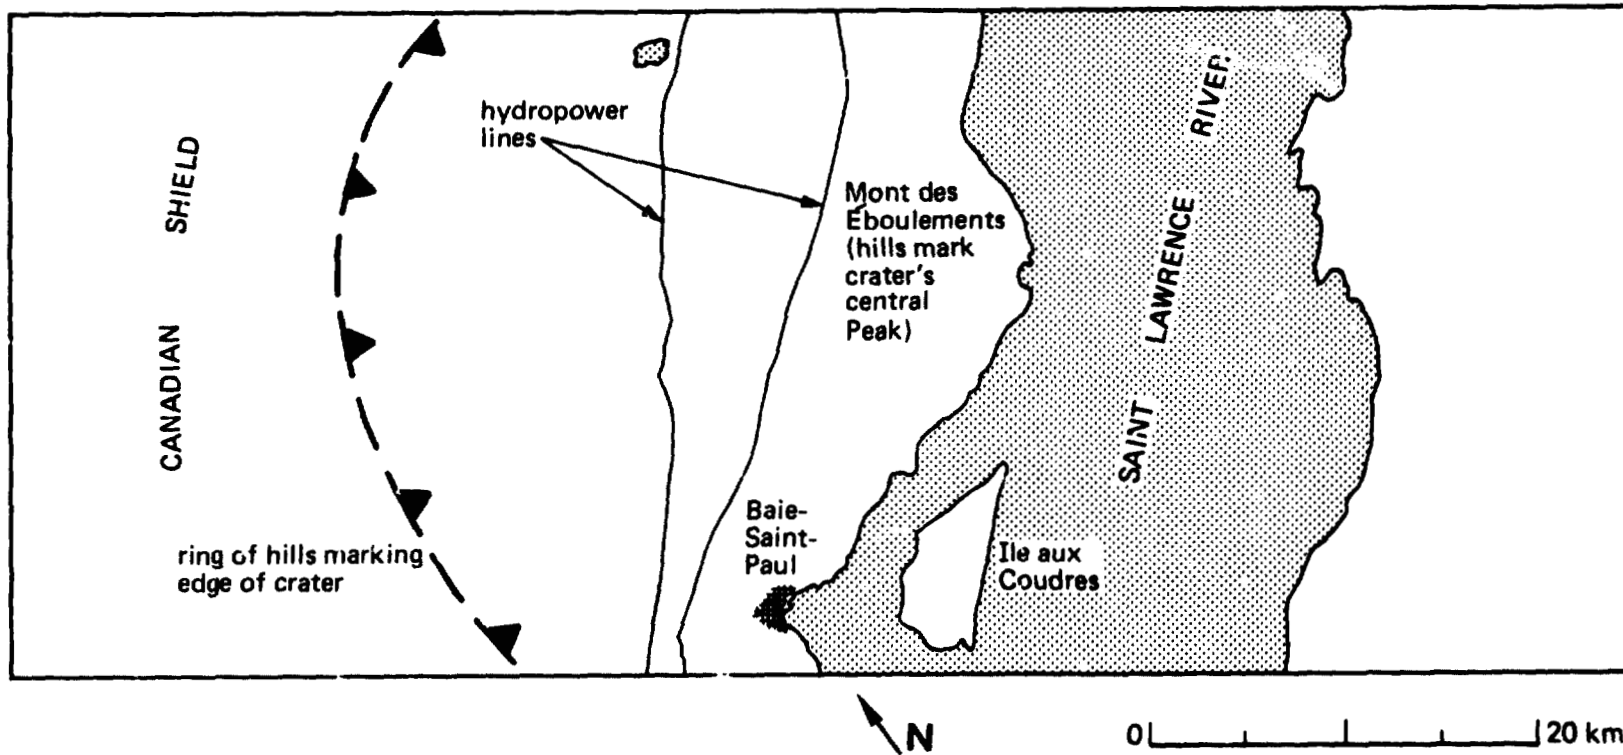 CANADIAN SHIELD
hydropower
lines
Mont des
Éboulements
(hills mark
crater's
central
Peak)
SAINT LAWRENCE RIVER
ring of hills marking
edge of crater
Baie-
Saint-
Paul
Ile aux
Coudres
N
0 20 km